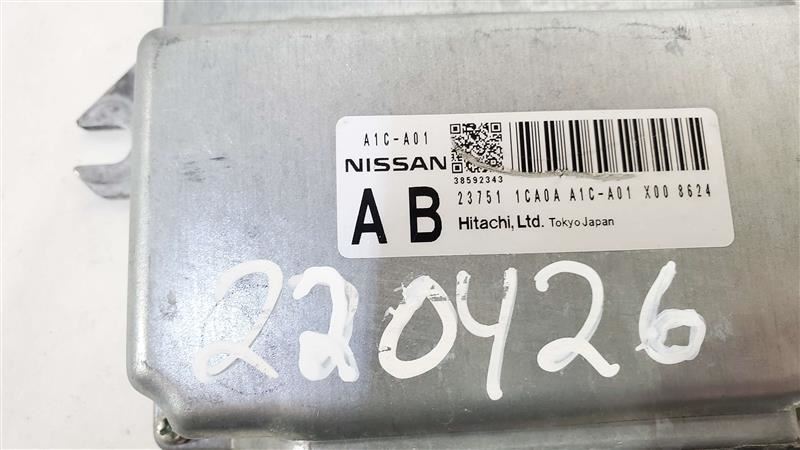 A1C-A01
NISSAN
38592343
AB
23751 1CA0A A1C-A01 X00 8624
Hitachi, Ltd. Tokyo Japan
220426